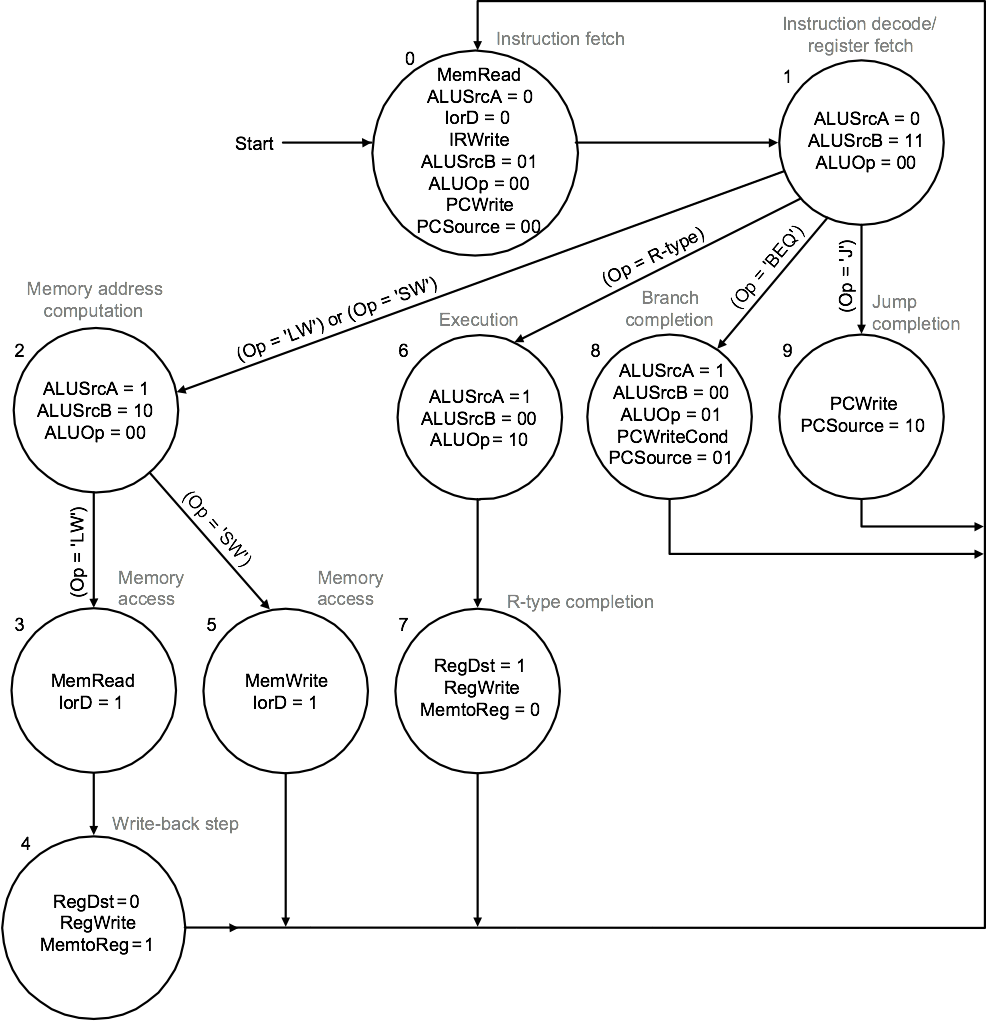 Instruction fetch
0
MemRead
ALUSrcA = 0
IorD = 0
IRWrite
ALUSrcB = 01
ALUOp = 00
PCWrite
PCSource = 00
Start
Instruction decode/
register fetch
1
ALUSrcA = 0
ALUSrcB = 11
ALUOp = 00
(Op = 'LW') or (Op = 'SW')
(Op = R-type)
(Op = 'BEQ')
(Op = 'J')
Memory address
computation
2
ALUSrcA = 1
ALUSrcB = 10
ALUOp = 00
Execution
6
ALUSrcA = 1
ALUSrcB = 00
ALUOp = 10
Branch
completion
8
ALUSrcA = 1
ALUSrcB = 00
ALUOp = 01
PCWriteCond
PCSource = 01
Jump
completion
9
PCWrite
PCSource = 10
(Op = 'LW')
(Op = 'SW')
Memory
access
3
MemRead
IorD = 1
Memory
access
5
MemWrite
IorD = 1
R-type completion
7
RegDst = 1
RegWrite
MemtoReg = 0
Write-back step
4
RegDst = 0
RegWrite
MemtoReg = 1